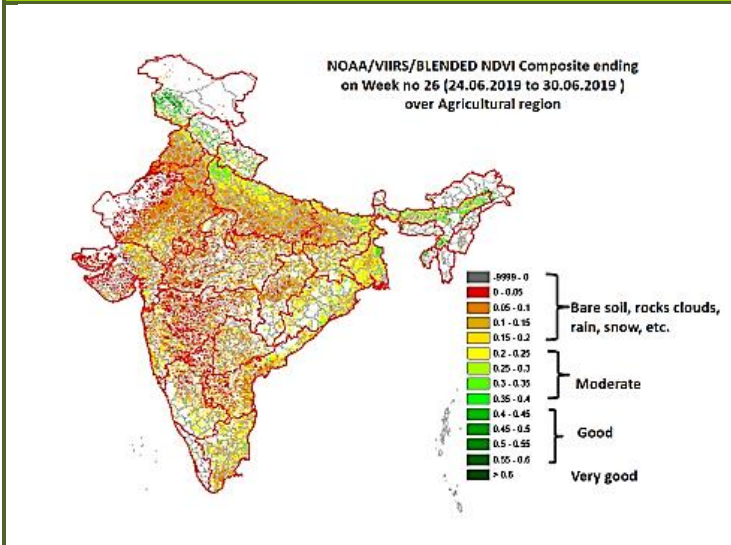 NOAA/VIIRS/BLENDED NDVI Composite ending
on Week no 26 (24.06.2019 to 30.06.2019 )
over Agricultural region
-9999 - 0
0 - 0.05
0.05 - 0.1
0.1 - 0.15
0.15 - 0.2
0.2 - 0.25
0.25 - 0.3
0.3 - 0.35
0.35 - 0.4
0.4 - 0.45
0.45 - 0.5
0.5 - 0.55
0.55 - 0.6
> 0.6
Bare soil, rocks clouds,
rain, snow, etc.
Moderate
Good
Very good